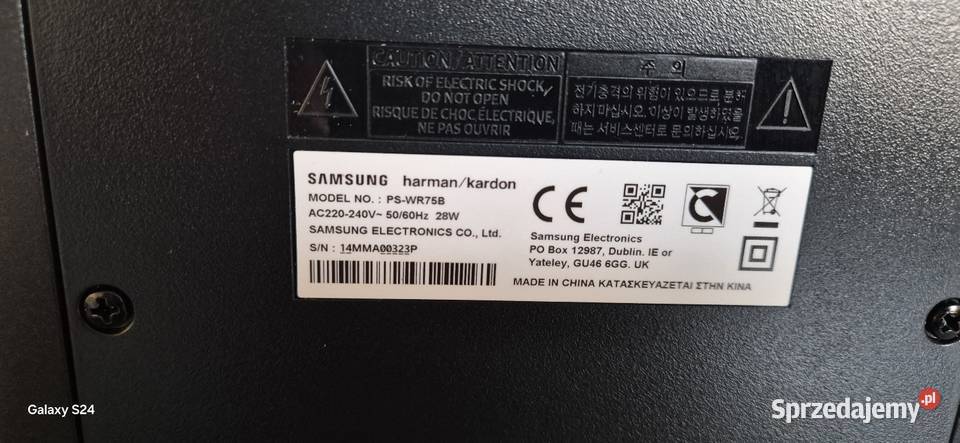 CAUTION/ATTENTION
RISK OF ELECTRIC SHOCK,
DO NOT OPEN
RISQUE DE CHOC ÉLECTRIQUE,
NE PAS OUVRIR
주 의
전기충격의 위험이 있으므로 분해
하지 마십시오. 이상이 발생하였을
때는 서비스센터로 문의하십시오.
SAMSUNG harman/kardon
MODEL NO. : PS-WR75B
AC220-240V~ 50/60Hz 28W
SAMSUNG ELECTRONICS CO., Ltd.
S/N : 14MMA00323P
CE
Samsung Electronics
PO Box 12987, Dublin. IE or
Yateley, GU46 6GG. UK
MADE IN CHINA ΚΑΤΑΣΚΕΥΑΖΕΤΑΙ ΣΤΗΝ ΚΙΝΑ
Galaxy S24
Sprzedajemy.pl